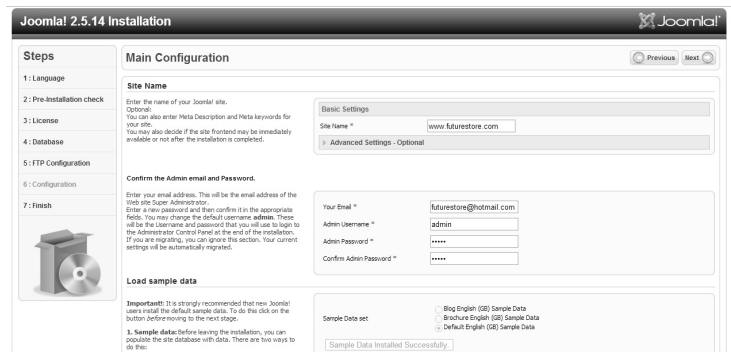 Joomla! 2.5.14 Installation
Joomla!
Steps
1 : Language
2 : Pre-Installation check
3 : License
4 : Database
5 : FTP Configuration
6 : Configuration
7 : Finish
Main Configuration
Previous
Next
Site Name
Enter the name of your Joomla! site.
Optional:
You can also enter Meta Description and Meta keywords for
your site.
You may also decide if the site frontend may be immediately
available or not after the installation is completed.
Basic Settings
Site Name *
www.futurestore.com
Advanced Settings - Optional
Confirm the Admin email and Password.
Enter your email address. This will be the email address of the
Web site Super Administrator.
Enter a new password and then confirm it in the appropriate
fields. You may change the default username admin. These
will be the Username and password that you will use to login to
the Administrator Control Panel at the end of the installation.
If you are migrating, you can ignore this section. Your current
settings will be automatically migrated.
Your Email *
futurestore@hotmail.com
Admin Username *
admin
Admin Password *
•••••
Confirm Admin Password *
•••••
Load sample data
Important!: It is strongly recommended that new Joomla!
users install the default sample data. To do this click on the
button before moving to the next stage.
1. Sample data: Before leaving the installation, you can
populate the site database with data. There are two ways to
do this:
Sample Data set
Blog English (GB) Sample Data
Brochure English (GB) Sample Data
Default English (GB) Sample Data
Sample Data Installed Successfully.